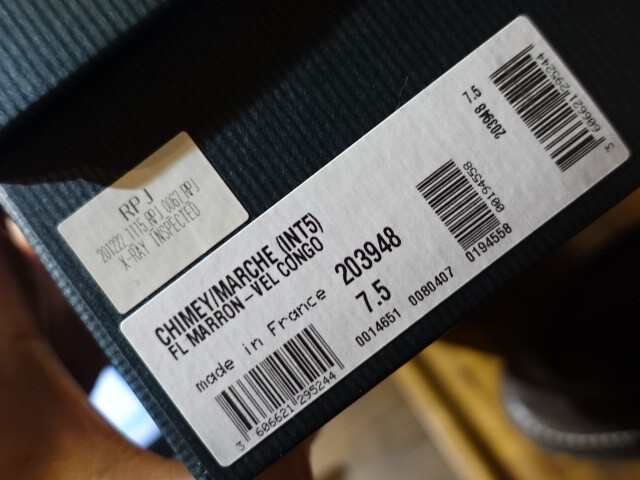 RPJ
201222 1115 RPJ 0067 RPJ
X-RAY INSPECTED
CHIMEY/MARCHE (INT5)
FL MARRON-VEL CONGO
made in France
203948
7.5
0014651 0080407 0194558
3 606621 295244
00194558
7.5
203948
3 606621 295244